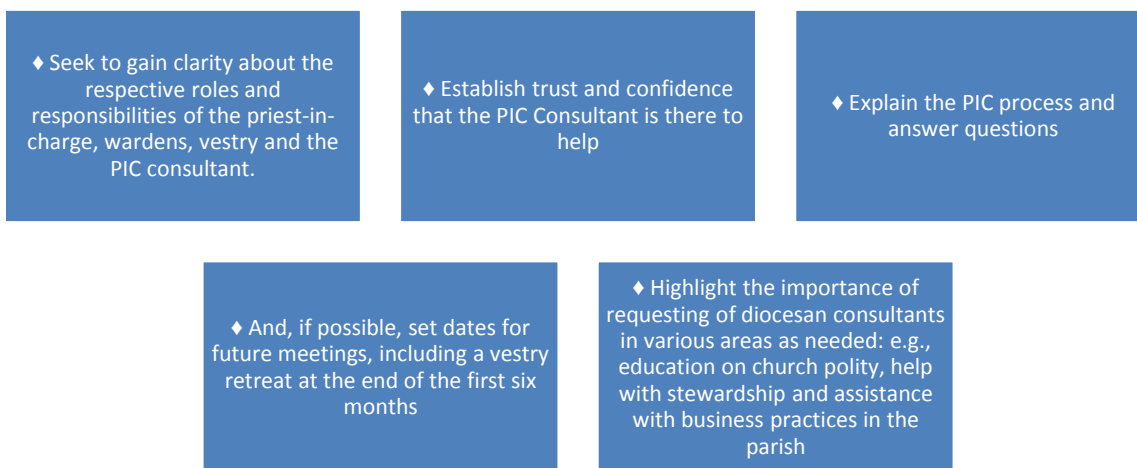 ♦ Seek to gain clarity about the
respective roles and
responsibilities of the priest-in-
charge, wardens, vestry and the
PIC consultant.
♦ Establish trust and confidence
that the PIC Consultant is there to
help
♦ Explain the PIC process and
answer questions
♦ And, if possible, set dates for
future meetings, including a vestry
retreat at the end of the first six
months
♦ Highlight the importance of
requesting of diocesan consultants
in various areas as needed: e.g.,
education on church polity, help
with stewardship and assistance
with business practices in the
parish